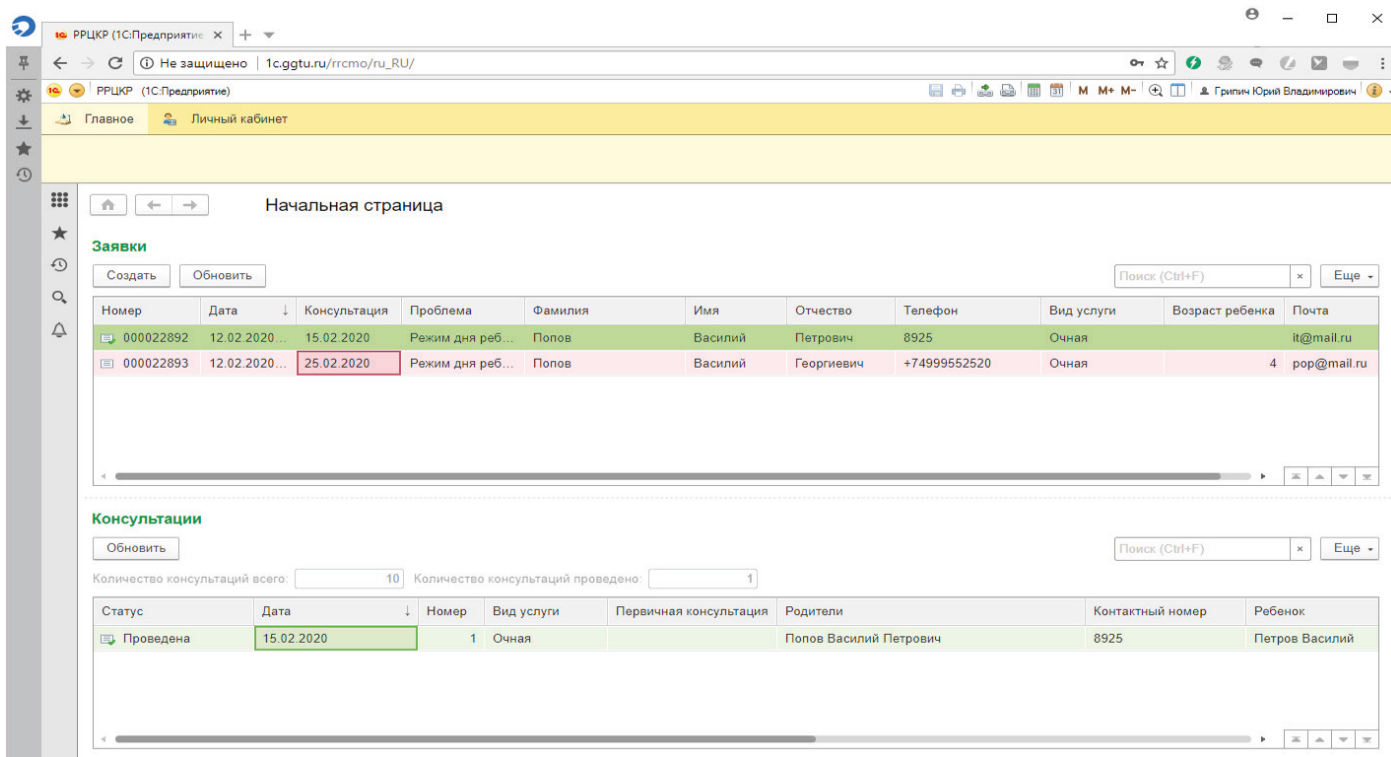 РРЦКР (1С:Предприятие
Не защищено | 1c.ggtu.ru/rrcmo/ru_RU/
РРЦКР (1С:Предприятие) M M+ M- Грипич Юрий Владимирович
Главное Личный кабинет
Начальная страница
Заявки
Создать Обновить Поиск (Ctrl+F) × Еще
Номер Дата ↓ Консультация Проблема Фамилия Имя Отчество Телефон Вид услуги Возраст ребенка Почта
000022892 12.02.2020... 15.02.2020 Режим дня реб... Попов Василий Петрович 8925 Очная it@mail.ru
000022893 12.02.2020... 25.02.2020 Режим дня реб... Попов Василий Георгиевич +74999552520 Очная 4 pop@mail.ru
Консультации
Обновить Поиск (Ctrl+F) × Еще
Количество консультаций всего: 10 Количество консультаций проведено: 1
Статус Дата ↓ Номер Вид услуги Первичная консультация Родители Контактный номер Ребенок
Проведена 15.02.2020 1 Очная Попов Василий Петрович 8925 Петров Василий